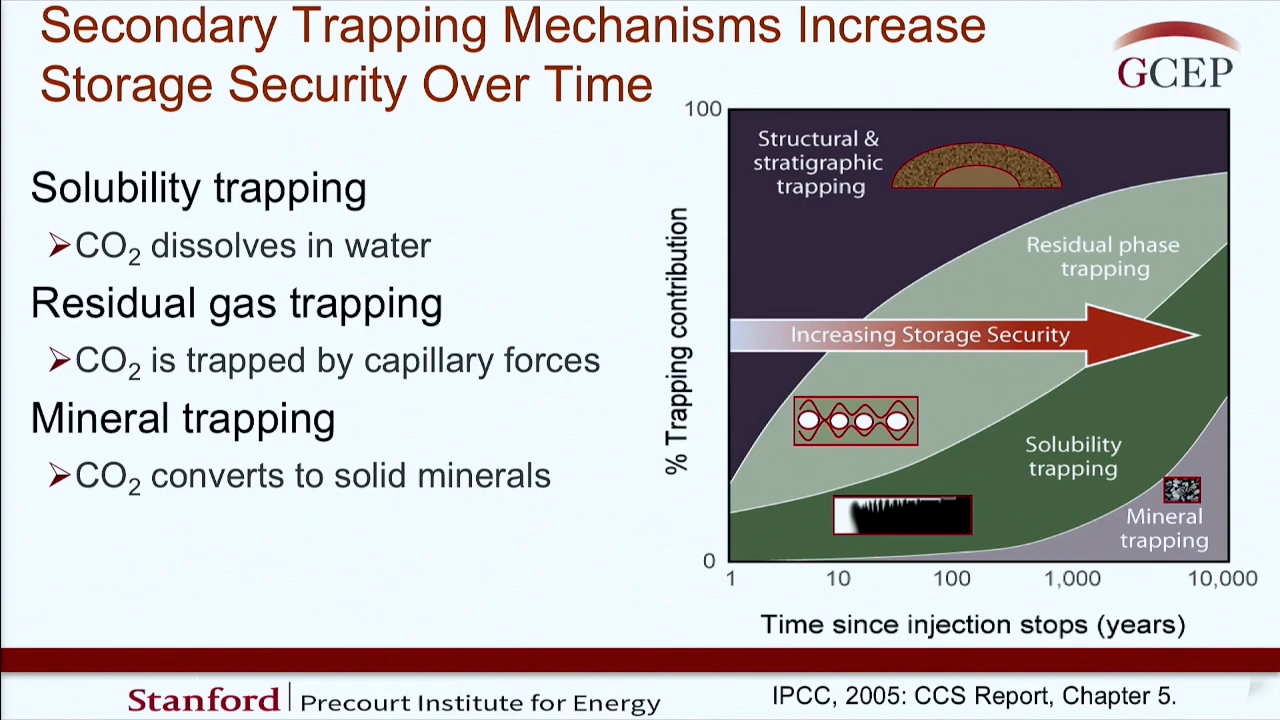 Secondary Trapping Mechanisms Increase
Storage Security Over Time
GCEP
Solubility trapping
➢CO₂ dissolves in water
Residual gas trapping
➢CO₂ is trapped by capillary forces
Mineral trapping
➢CO₂ converts to solid minerals
100
% Trapping contribution
0
Structural &
stratigraphic
trapping
Residual phase
trapping
Increasing Storage Security
Solubility
trapping
Mineral
trapping
1 10 100 1,000 10,000
Time since injection stops (years)
Stanford | Precourt Institute for Energy
IPCC, 2005: CCS Report, Chapter 5.